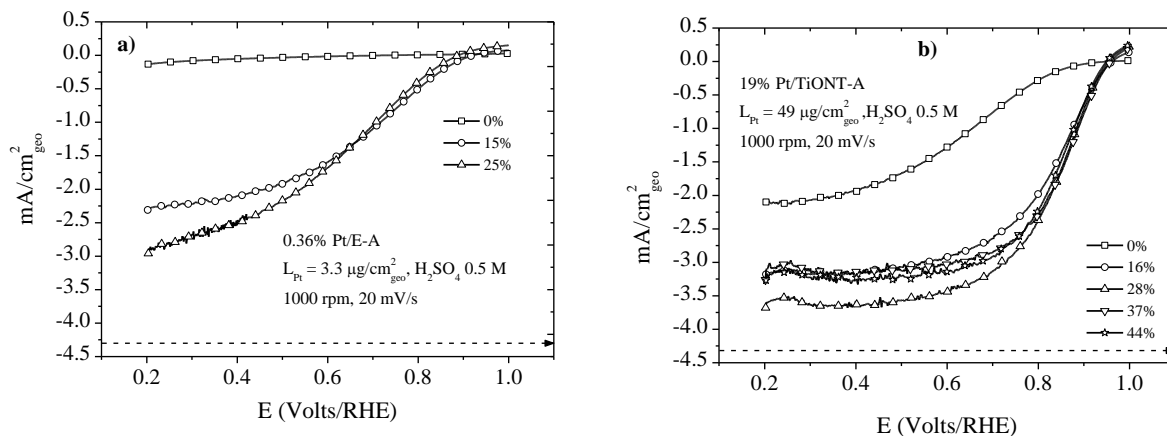 a)
0.5
0.0
-0.5
-1.0
-1.5
-2.0
-2.5
-3.0
-3.5
-4.0
-4.5
mA/cm²geo
0%
15%
25%
0.36% Pt/E-A
LPt = 3.3 µg/cm²geo, H2SO4 0.5 M
1000 rpm, 20 mV/s
0.2 0.4 0.6 0.8 1.0
E (Volts/RHE)
b)
0.5
0.0
-0.5
-1.0
-1.5
-2.0
-2.5
-3.0
-3.5
-4.0
-4.5
mA/cm²geo
19% Pt/TiONT-A
LPt = 49 µg/cm²geo ,H2SO4 0.5 M
1000 rpm, 20 mV/s
0%
16%
28%
37%
44%
0.2 0.4 0.6 0.8 1.0
E (Volts/RHE)